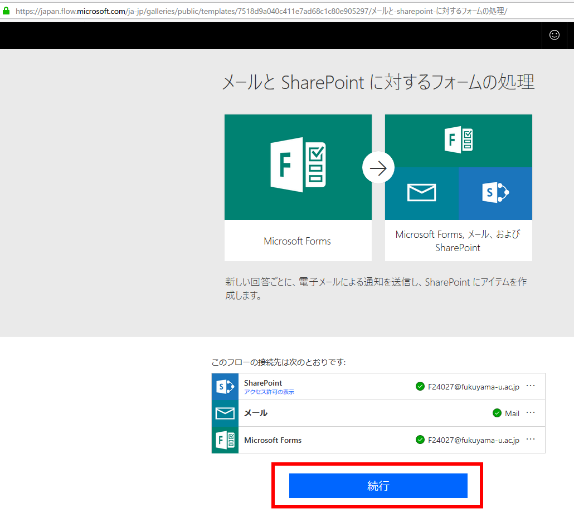 https://japan.flow.microsoft.com/ja-jp/galleries/public/templates/7518d9a040c411e7ad68c1c80e905297/メールと-sharepoint-に対するフォームの処理/
メールと SharePoint に対するフォームの処理
F
F
S
Microsoft Forms
Microsoft Forms, メール, および
SharePoint
新しい回答ごとに、電子メールによる通知を送信し、SharePoint にアイテムを作
成します。
このフローの接続先は次のとおりです:
S SharePoint F24027@fukuyama-u.ac.jp ...
アクセス許可の表示
メール Mail ...
F Microsoft Forms F24027@fukuyama-u.ac.jp ...
続行